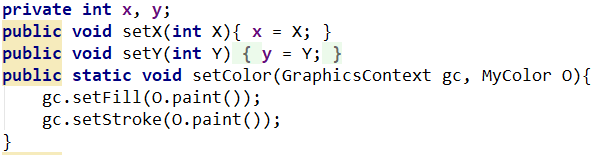 private int x, y;
public void setX(int X){ x = X; }
public void setY(int Y) { y = Y; }
public static void setColor(GraphicsContext gc, MyColor O){
gc.setFill(O.paint());
gc.setStroke(O.paint());
}